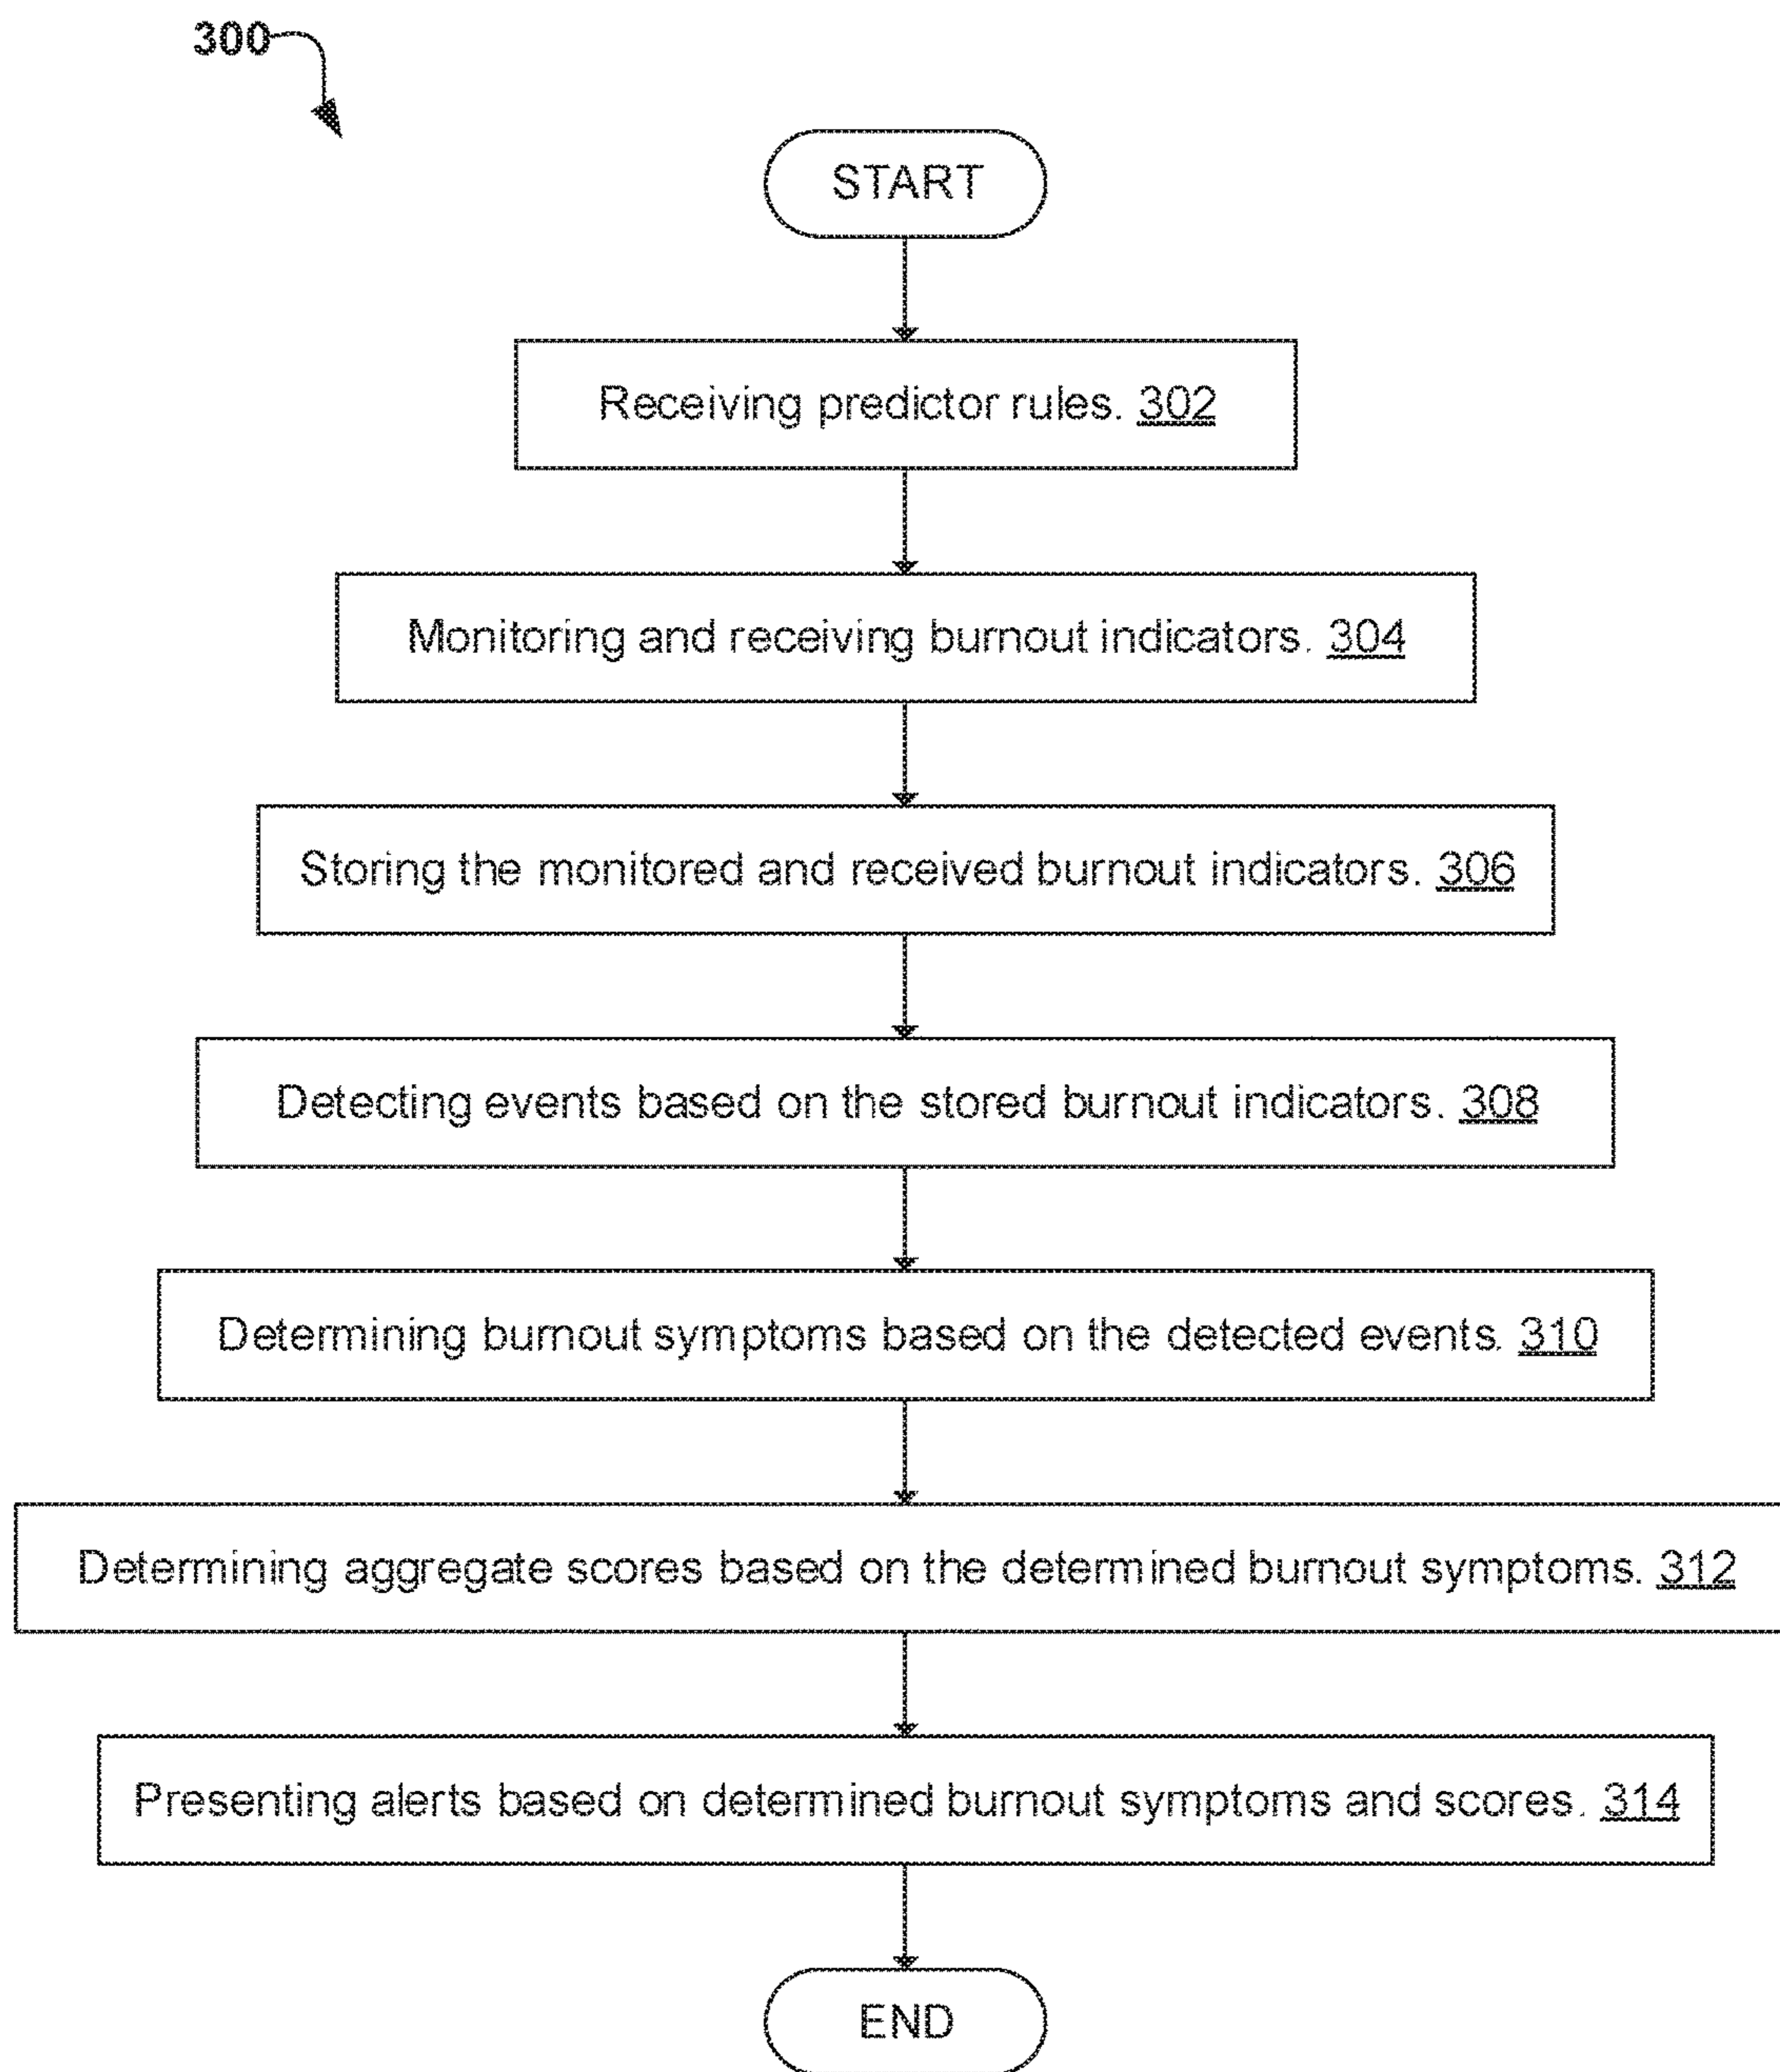 300
START
Receiving predictor rules. 302
Monitoring and receiving burnout indicators. 304
Storing the monitored and received burnout indicators. 306
Detecting events based on the stored burnout indicators. 308
Determining burnout symptoms based on the detected events. 310
Determining aggregate scores based on the determined burnout symptoms. 312
Presenting alerts based on determined burnout symptoms and scores. 314
END